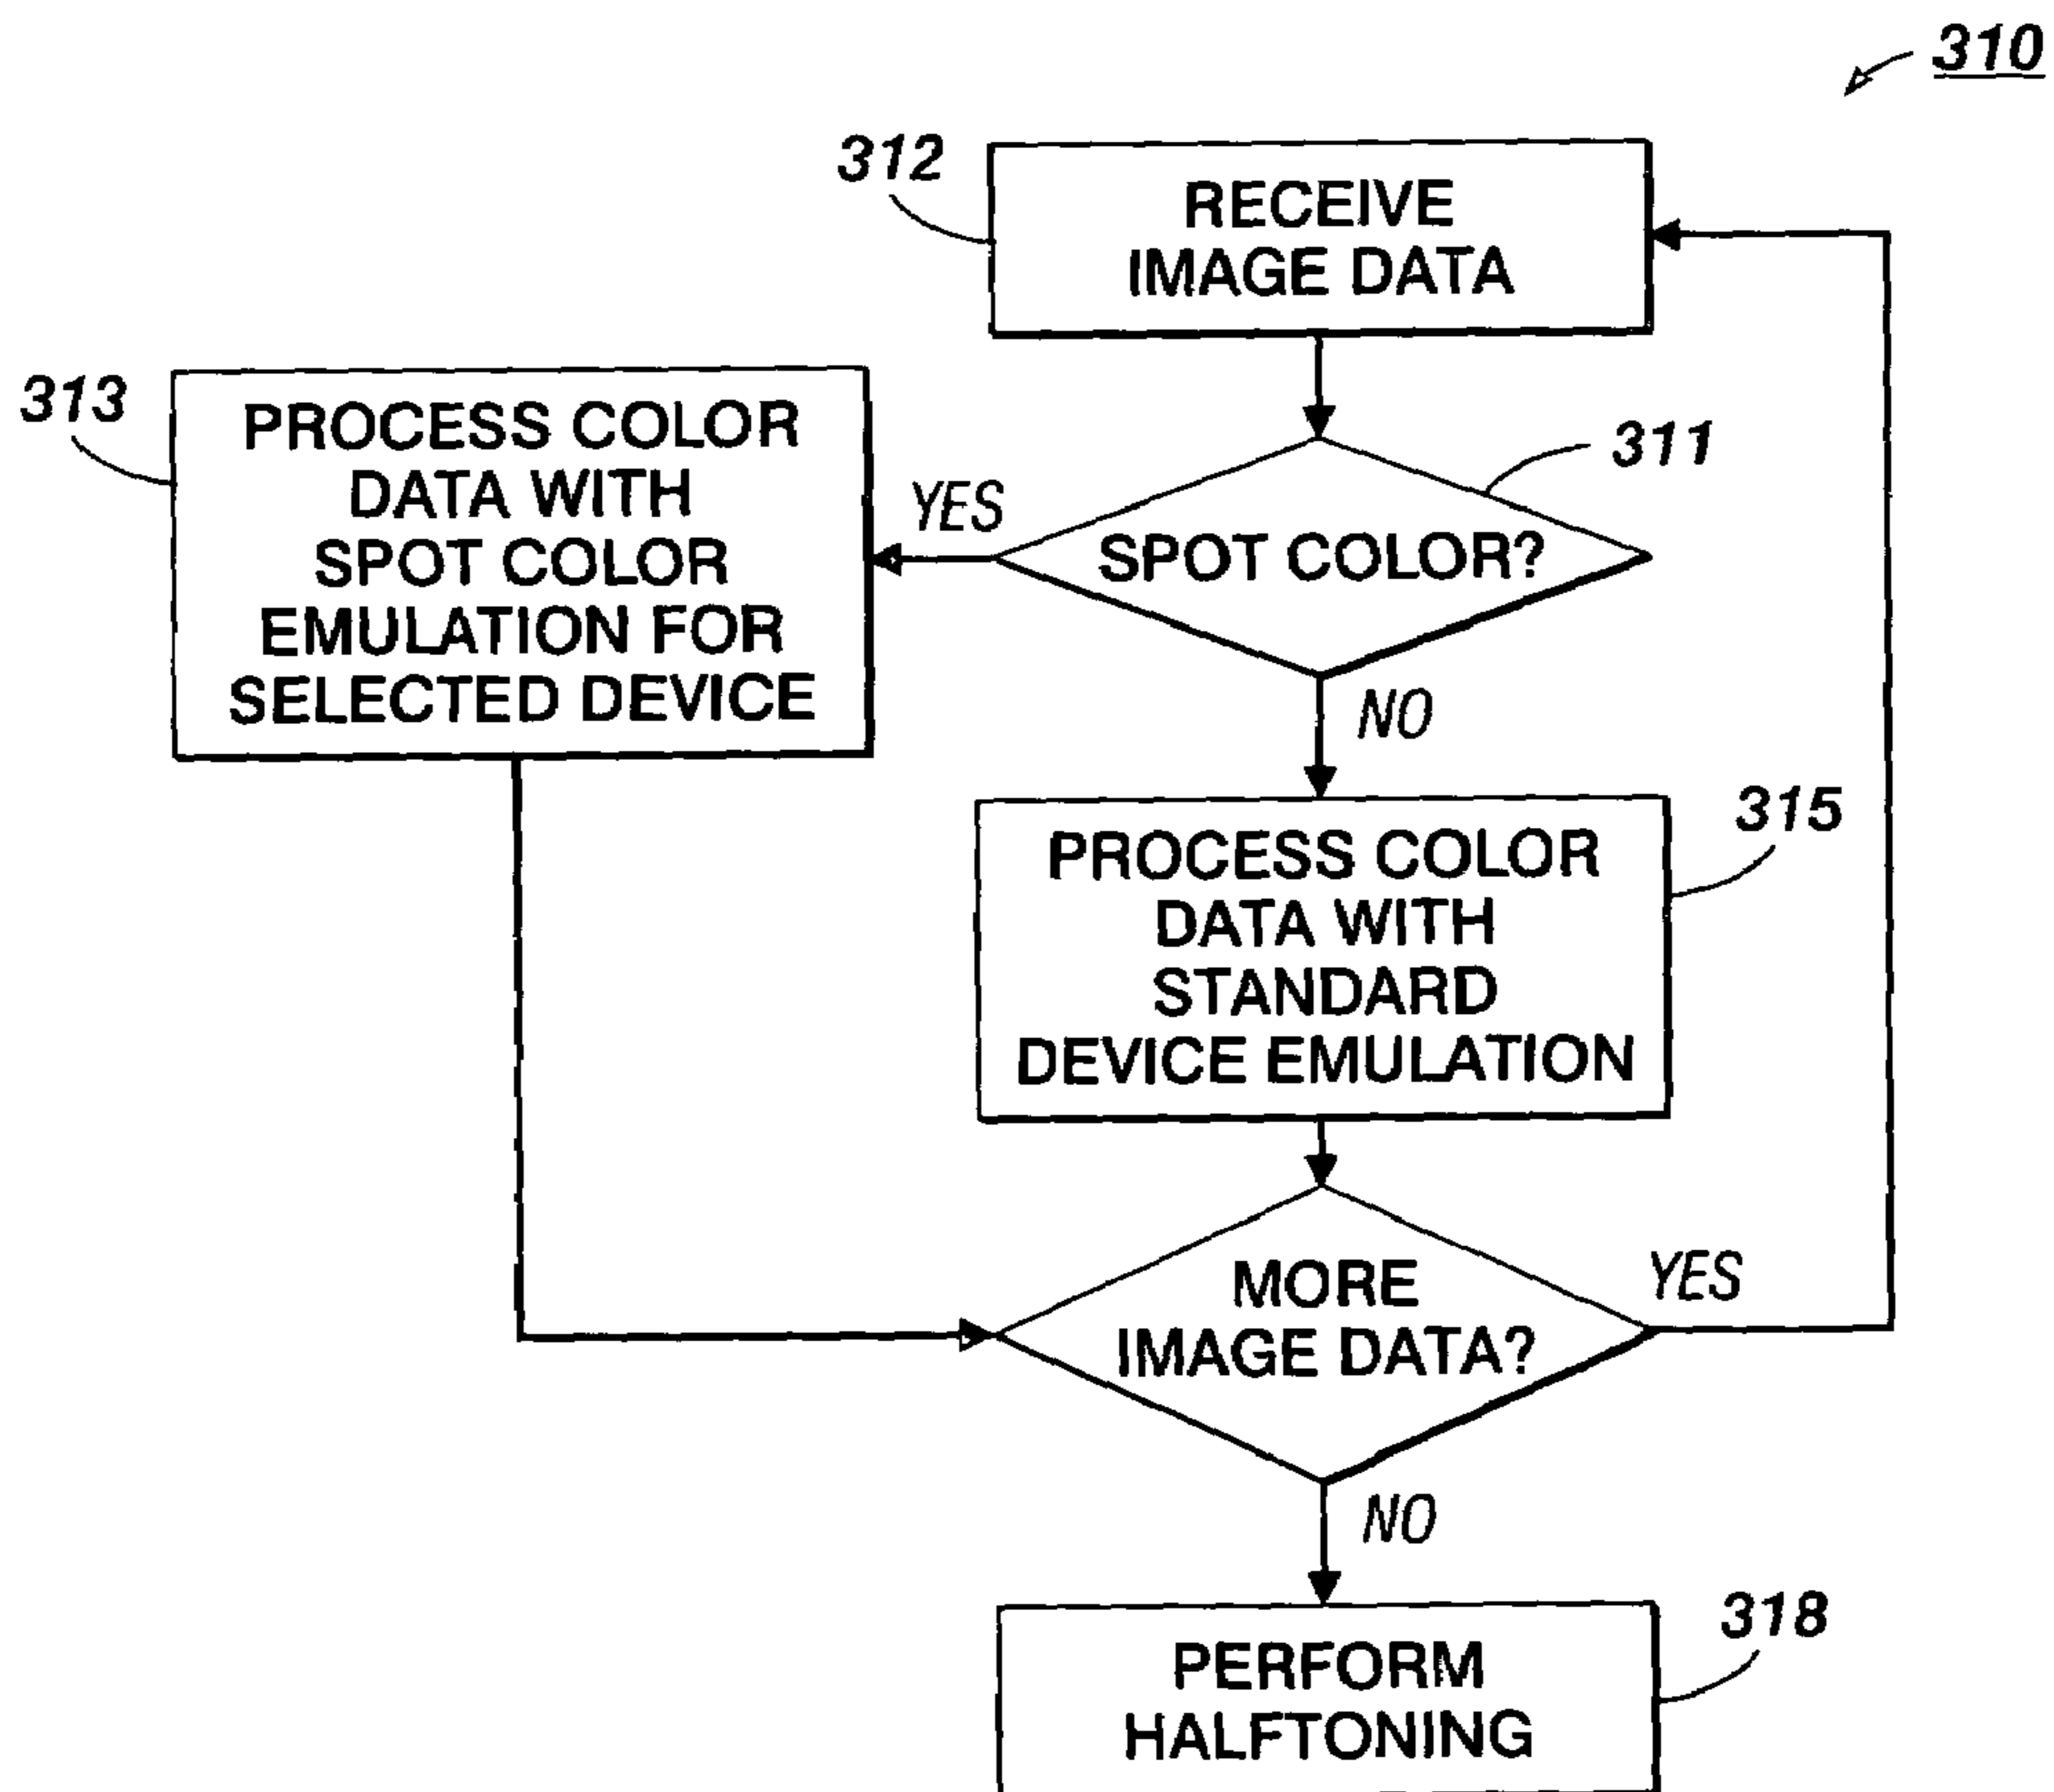 310
312
RECEIVE
IMAGE DATA
313
PROCESS COLOR
DATA WITH
SPOT COLOR
EMULATION FOR
SELECTED DEVICE
YES
311
SPOT COLOR?
NO
315
PROCESS COLOR
DATA WITH
STANDARD
DEVICE EMULATION
MORE
IMAGE DATA?
YES
NO
318
PERFORM
HALFTONING